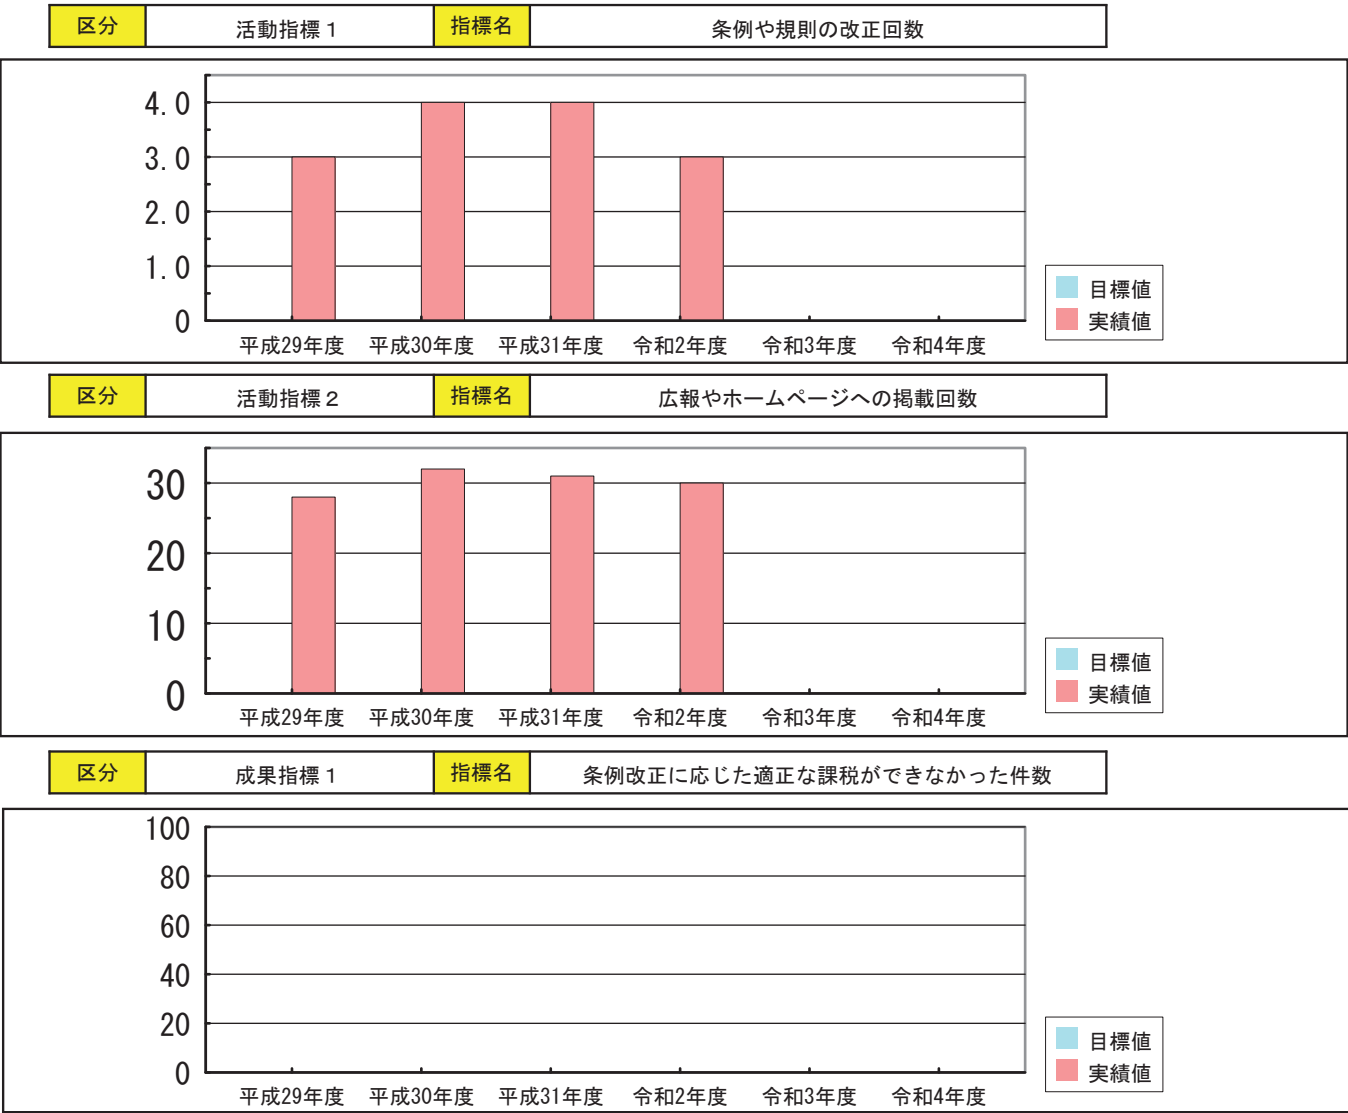 区分 活動指標1 指標名 条例や規則の改正回数
4.0
3.0
2.0
1.0
0
平成29年度 平成30年度 平成31年度 令和2年度 令和3年度 令和4年度
目標値
実績値
区分 活動指標2 指標名 広報やホームページへの掲載回数
30
20
10
0
平成29年度 平成30年度 平成31年度 令和2年度 令和3年度 令和4年度
目標値
実績値
区分 成果指標1 指標名 条例改正に応じた適正な課税ができなかった件数
100
80
60
40
20
0
平成29年度 平成30年度 平成31年度 令和2年度 令和3年度 令和4年度
目標値
実績値